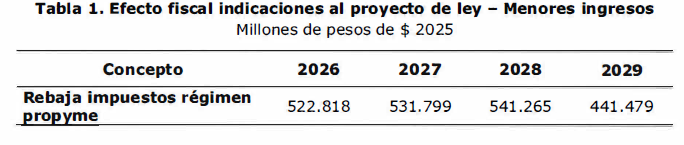 Tabla 1. Efecto fiscal indicaciones al proyecto de ley – Menores ingresos
Millones de pesos de $ 2025
Concepto 2026 2027 2028 2029
Rebaja impuestos régimen
propyme 522.818 531.799 541.265 441.479